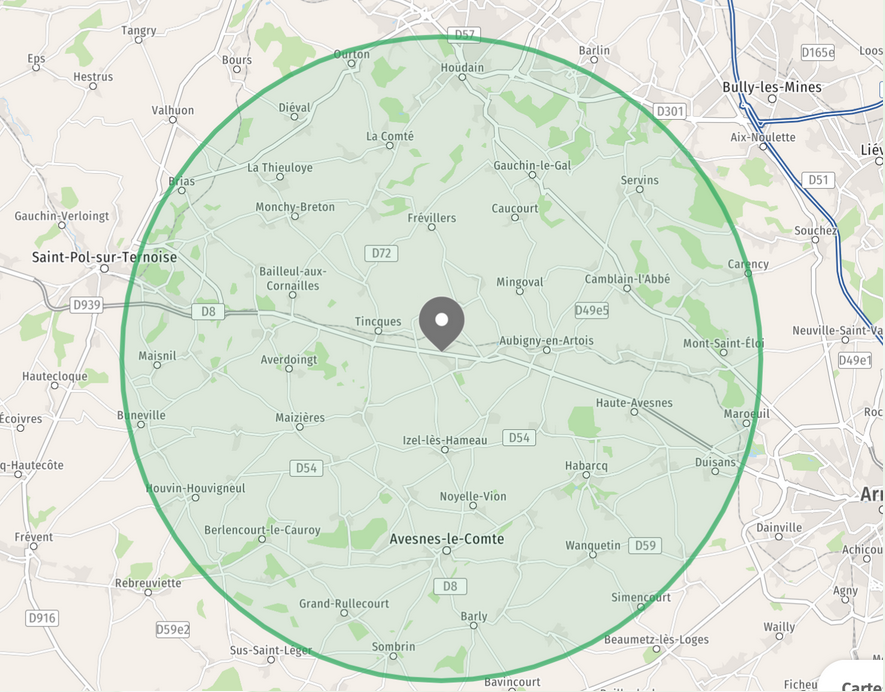 Tangry
D57
Eps
Bours
Ourton
Barlin
D165e
Loos
Hestrus
Houdain
Bully-les-Mines
Valhuon
Diéval
D301
La Comté
Aix-Noulette
Liév
La Thieuloye
Gauchin-le-Gal
Brias
Servins
D51
Gauchin-Verloingt
Monchy-Breton
Frévillers
Caucourt
Souchez
Saint-Pol-sur-Ternoise
D72
Carency
Bailleul-aux-
Cornailles
Mingoval
Camblain-l'Abbé
D939
D8
D49e5
Tincques
Neuville-Saint-Va
Aubigny-en-Artois
Mont-Saint-Éloi
Maisnil
Averdoingt
D49e1
Hautecloque
Haute-Avesnes
Écoivres
Buneville
Maizières
Maroeuil
Roc
Izel-lès-Hameau
D54
q-Hautecôte
D54
Habarcq
Duisans
Houvin-Houvigneul
Noyelle-Vion
Arr
Berlencourt-le-Cauroy
Dainville
Frévent
Avesnes-le-Comte
Wanquetin
D59
Achicou
Rebreuviette
D8
Agny
Grand-Rullecourt
Simencourt
D916
D59e2
Barly
Wailly
Sus-Saint-Leger
Sombrin
Beaumetz-lès-Loges
Bavincourt
Ficheu
Carte